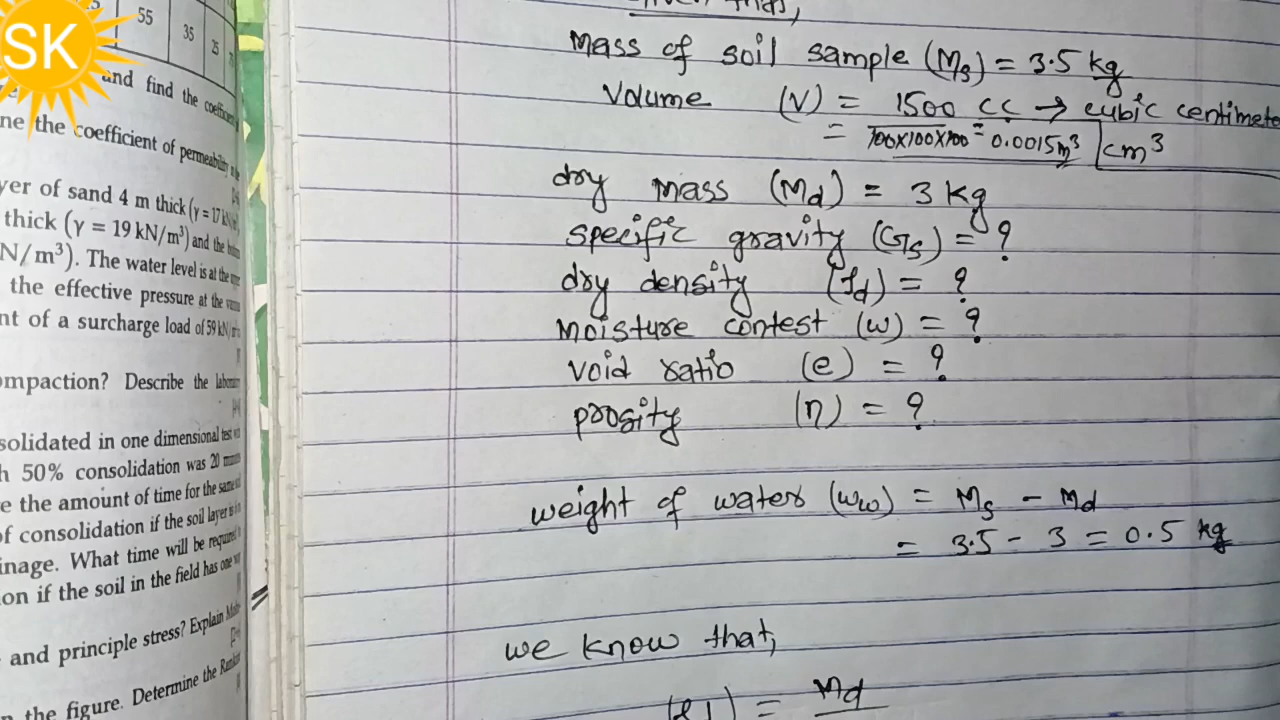 SK
55
35
25
and find the
ne the coefficient of permeability
yer of sand 4 m thick (γ = 17
thick (γ = 19 kN/m³) and the
N/m³). The water level is at the
the effective pressure at the
nt of a surcharge load of 59 kN/
ompaction? Describe the
solidated in one dimensional test
h 50% consolidation was 20
e the amount of time for the same
of consolidation if the soil layer is
inage. What time will be required
on if the soil in the field has one
and principle stress? Explain
n the figure. Determine the
Mass of soil sample (Ms) = 3.5 kg
Volume (V) = 1500 cc → cubic centimete
= 100x100x100 = 0.0015m³ cm³
dry mass (Md) = 3 kg
specific gravity (Gs) = ?
dry density (ɣd) = ?
Moisture contest (w) = ?
void ratio (e) = ?
prosity (η) = ?
weight of water (ww) = Ms - Md
= 3.5 - 3 = 0.5 kg
we know that,
= Md